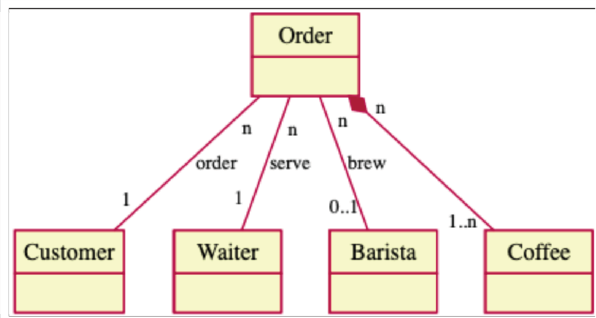 Order
n
n
n
n
order
serve
brew
1
1
0..1
1..n
Customer
Waiter
Barista
Coffee